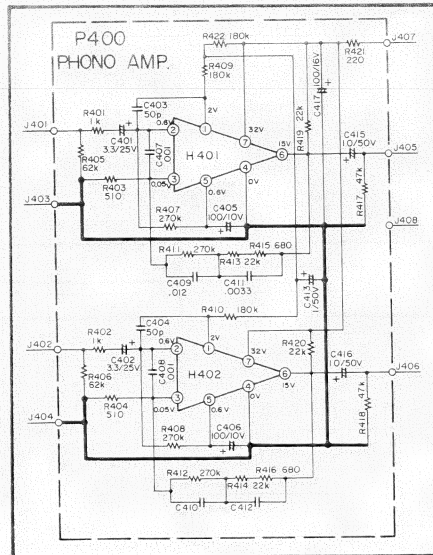 P400
PHONO AMP.
R422 180k
J407
R409
180k
R421
220
100/16V
C417
C403
50p
2V
J401
R401
1k
0.6V
C401
3.3/25V
C407
.001
H401
32V
22k
R419
15V
C415
10/50V
J405
R405
62k
2
1
7
6
3
5
4
J403
R403
510
0.05V
0V
0.6V
R407
270k
C405
100/10V
47k
R417
J408
R411
270k
R415 680
R413 22k
C409
.012
C411
.0033
C413
1/50V
C404
50p
R410
180k
2V
J402
R402
1k
0.6V
C402
3.3/25V
C408
.001
H402
32V
R420
22k
15V
C416
10/50V
J406
R406
62k
2
1
7
6
3
5
4
J404
R404
510
0.05V
0V
0.6V
R408
270k
C406
100/10V
47k
R418
R412
270k
R416 680
R414 22k
C410
C412